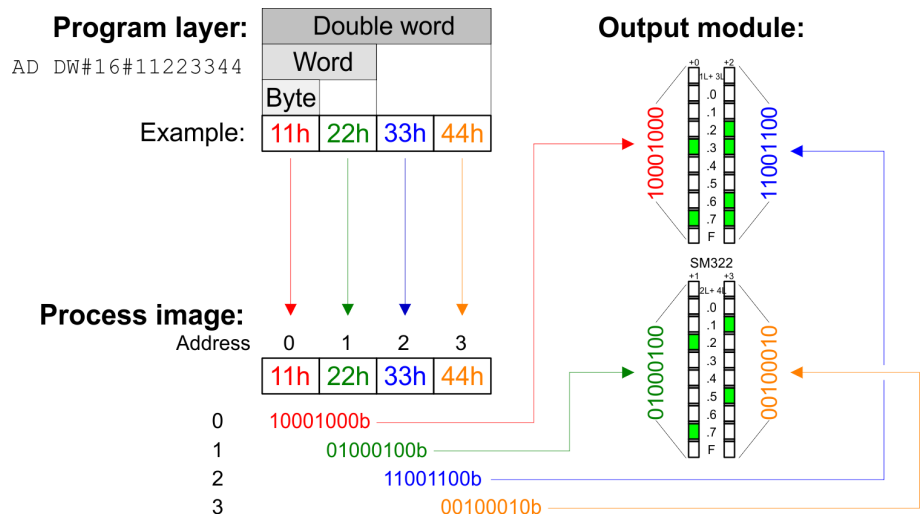 Program layer:
AD DW#16#11223344
Double word
Word
Byte
Example:
11h 22h 33h 44h
Process image:
Address 0 1 2 3
11h 22h 33h 44h
0 10001000b
1 01000100b
2 11001100b
3 00100010b
Output module:
+0 +2
1L+ 3L
.0
.1
.2
.3
.4
.5
.6
.7
F
10001000
11001100
SM322
+1 +3
2L+ 4L
.0
.1
.2
.3
.4
.5
.6
.7
F
01000100
00100010